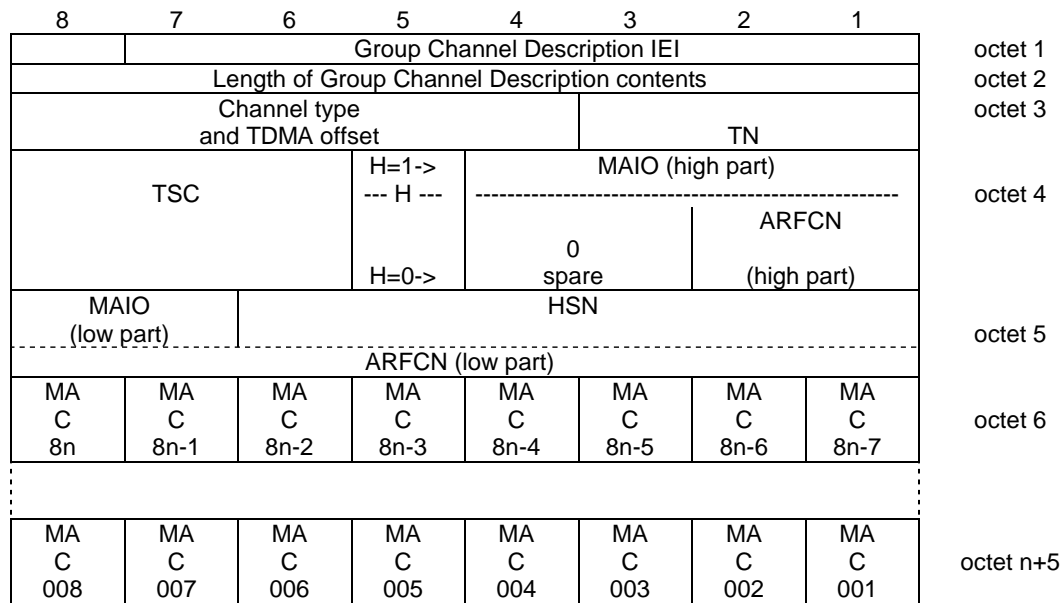 8 7 6 5 4 3 2 1
Group Channel Description IEI octet 1
Length of Group Channel Description contents octet 2
Channel type octet 3
and TDMA offset TN
H=1-> MAIO (high part)
TSC --- H --- ------------------------------------------------------- octet 4
ARFCN
0
H=0-> spare (high part)
MAIO HSN
(low part) octet 5
ARFCN (low part)
MA MA MA MA MA MA MA MA
C C C C C C C C octet 6
8n 8n-1 8n-2 8n-3 8n-4 8n-5 8n-6 8n-7
MA MA MA MA MA MA MA MA
C C C C C C C C octet n+5
008 007 006 005 004 003 002 001